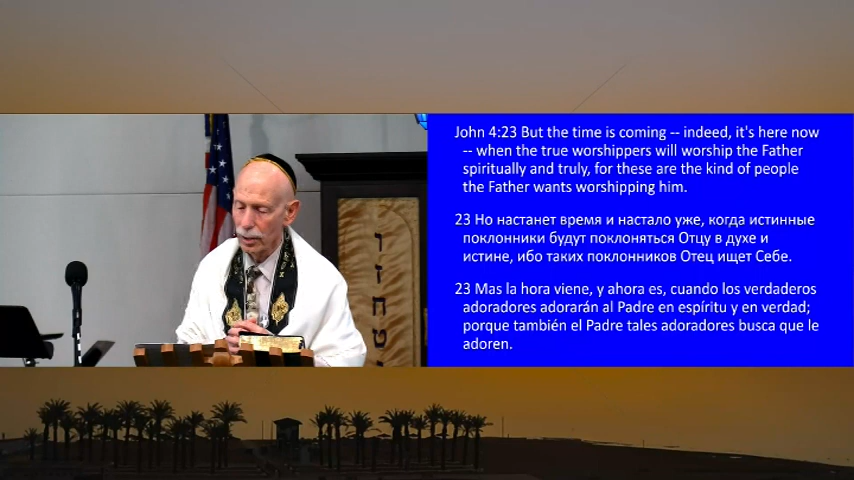 John 4:23 But the time is coming -- indeed, it's here now
-- when the true worshippers will worship the Father
spiritually and truly, for these are the kind of people
the Father wants worshipping him.
23 Но настанет время и настало уже, когда истинные
поклонники будут поклоняться Отцу в духе и
истине, ибо таких поклонников Отец ищет Себе.
23 Mas la hora viene, y ahora es, cuando los verdaderos
adoradores adorarán al Padre en espíritu y en verdad;
porque también el Padre tales adoradores busca que le
adoren.